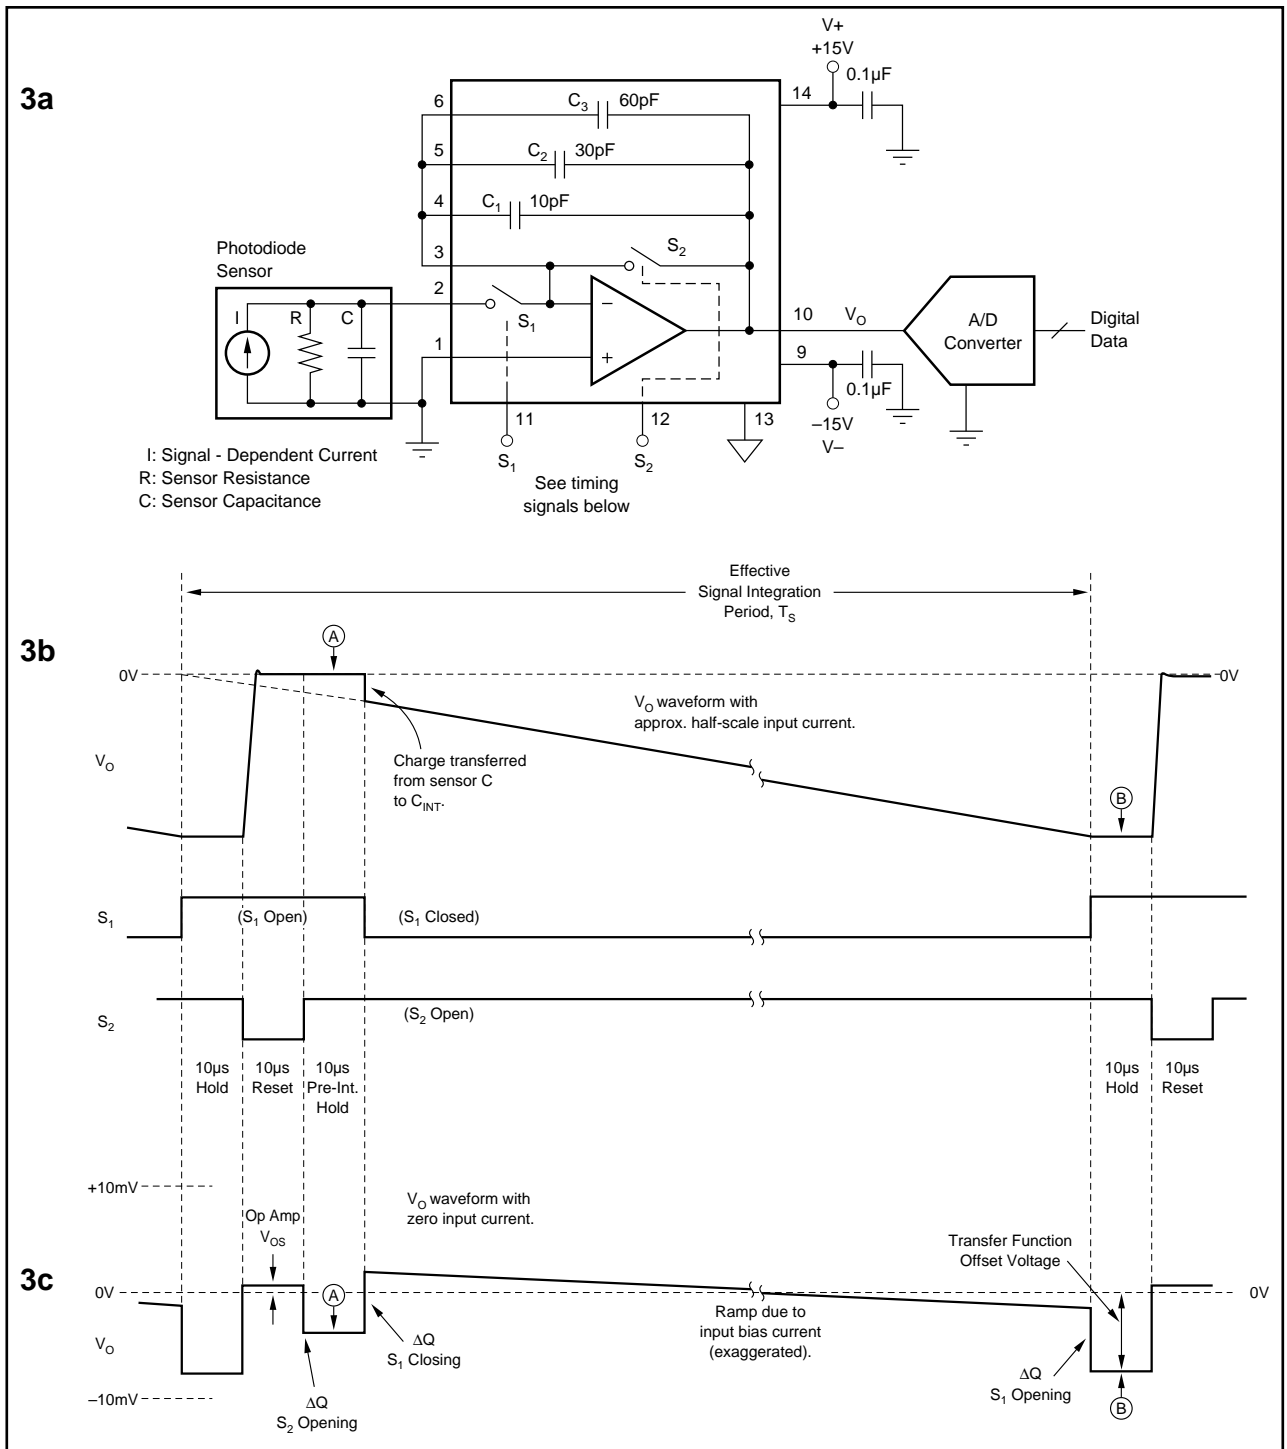 3a
V+
+15V
0.1µF
14
6
C3
60pF
5
C2
30pF
4
C1
10pF
3
S2
2
S1
–
+
1
Photodiode
Sensor
I
R
C
10
VO
9
0.1µF
–15V
V–
A/D
Converter
Digital
Data
11
12
13
S1
S2
See timing
signals below
I: Signal - Dependent Current
R: Sensor Resistance
C: Sensor Capacitance
Effective
Signal Integration
Period, TS
3b
A
0V
0V
VO waveform with
approx. half-scale input current.
VO
Charge transferred
from sensor C
to CINT.
B
S1
(S1 Open)
(S1 Closed)
S2
(S2 Open)
10µs
Hold
10µs
Reset
10µs
Pre-Int.
Hold
10µs
Hold
10µs
Reset
+10mV
VO waveform with
zero input current.
Op Amp
VOS
Transfer Function
Offset Voltage
3c
0V
A
0V
VO
Ramp due to
input bias current
(exaggerated).
ΔQ
S1 Closing
ΔQ
S1 Opening
–10mV
ΔQ
S2 Opening
B